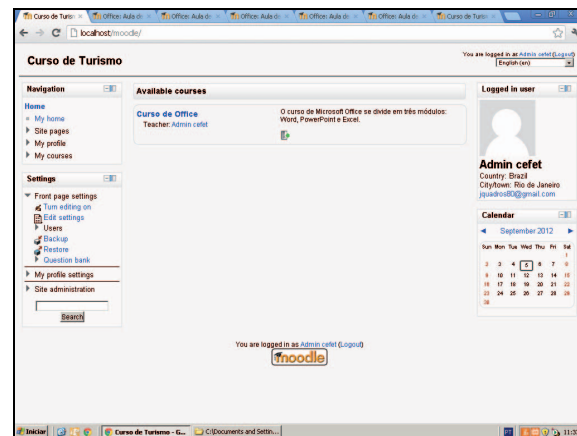 Curso de Turis
Office: Aula d
Office: Aula d
Office: Aula d
Office: Aula d
Office: Aula d
Curso de Turis
localhost/moodle/
Curso de Turismo
You are logged in as Admin cefet (Logout)
English (en)
Navigation
Home
My home
Site pages
My profile
My courses
Settings
Front page settings
Turn editing on
Edit settings
Users
Backup
Restore
Question bank
My profile settings
Site administration
Search
Available courses
Curso de Office
Teacher: Admin cefet
O curso de Microsoft Office se divide em três módulos:
Word, PowerPoint e Excel.
Logged in user
Admin cefet
Country: Brazil
City/town: Rio de Janeiro
jquadros80@gmail.com
Calendar
September 2012
Sun Mon Tue Wed Thu Fri Sat
1
2 3 4 5 6 7 8
9 10 11 12 13 14 15
16 17 18 19 20 21 22
23 24 25 26 27 28 29
30
You are logged in as Admin cefet (Logout)
moodle
Iniciar
Curso de Turismo - G...
C:\Documents and Settin...
PT